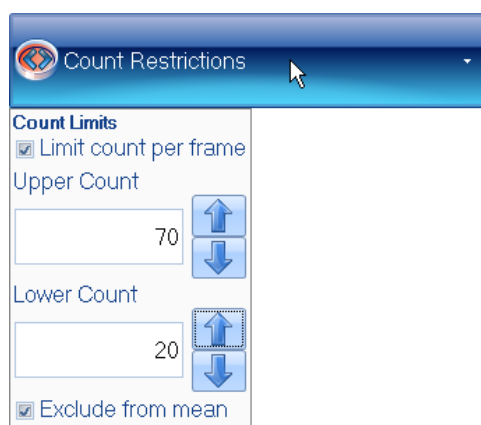 Count Restrictions
Count Limits
Limit count per frame
Upper Count
70
Lower Count
20
Exclude from mean